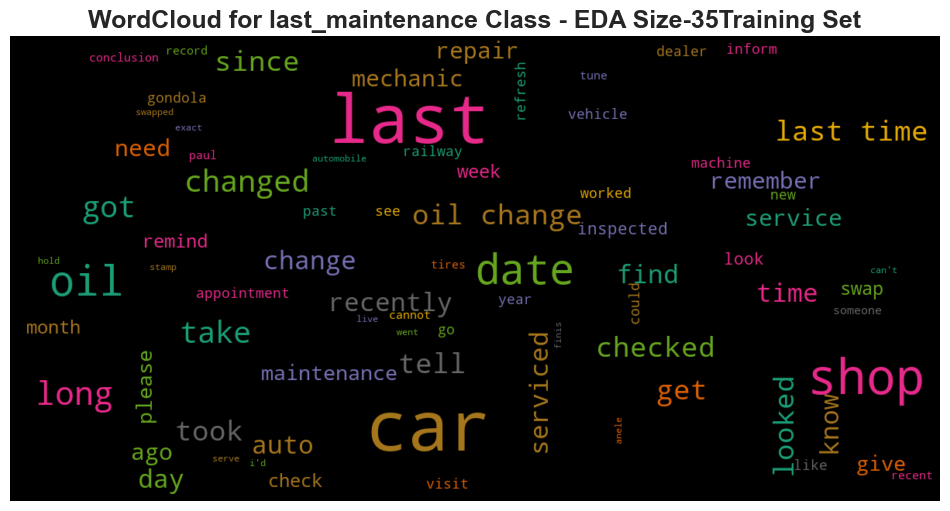 WordCloud for last_maintenance Class - EDA Size-35Training Set
conclusion
record
since
repair
dealer
inform
mechanic
refresh
tune
gondola
swapped
last
vehicle
exact
last time
need
paul
automobile
railway
week
machine
changed
remember
worked
new
got
past
see
oil change
service
inspected
remind
hold
stamp
oil
change
tires
date
find
look
can't
appointment
recently
year
could
time
swap
someone
month
take
live
cannot
went
go
finis
please
maintenance
tell
serviced
checked
shop
long
get
looked
know
took
car
anele
ago
auto
serve
i'd
day
check
visit
like
give
recent